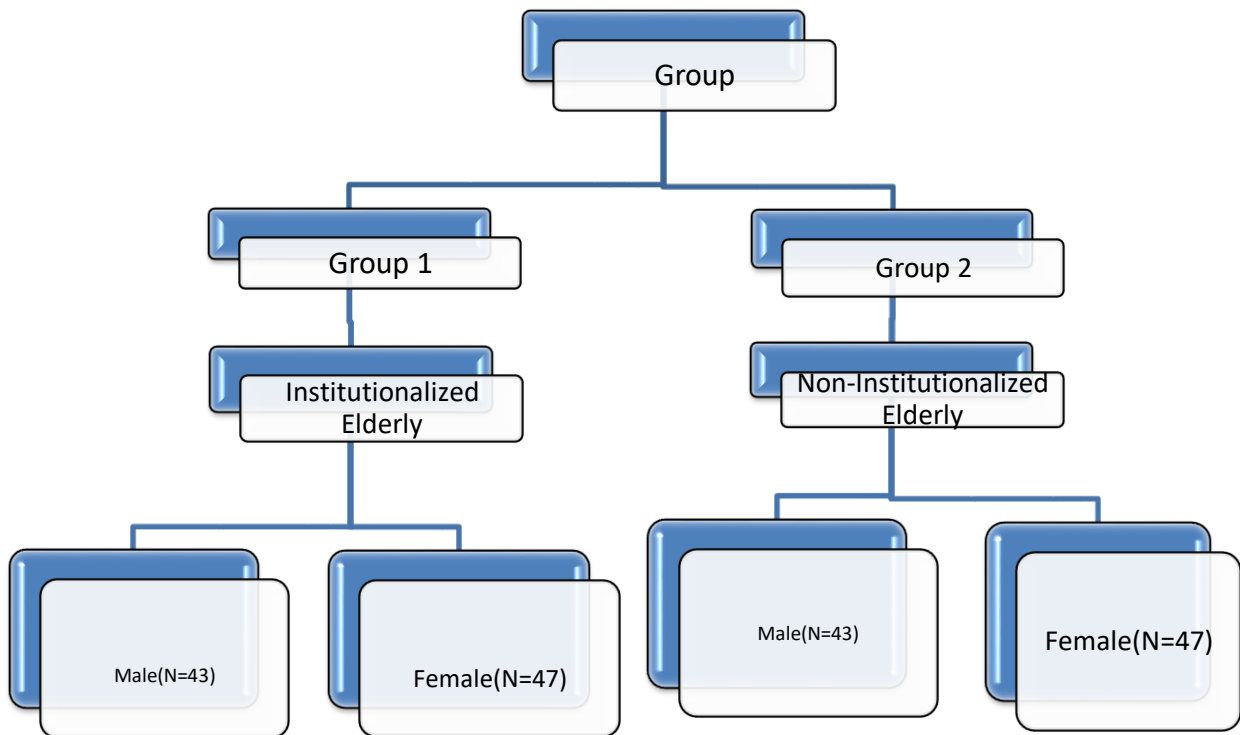 Group
Group 1
Group 2
Institutionalized
Elderly
Non-Institutionalized
Elderly
Male(N=43)
Female(N=47)
Male(N=43)
Female(N=47)